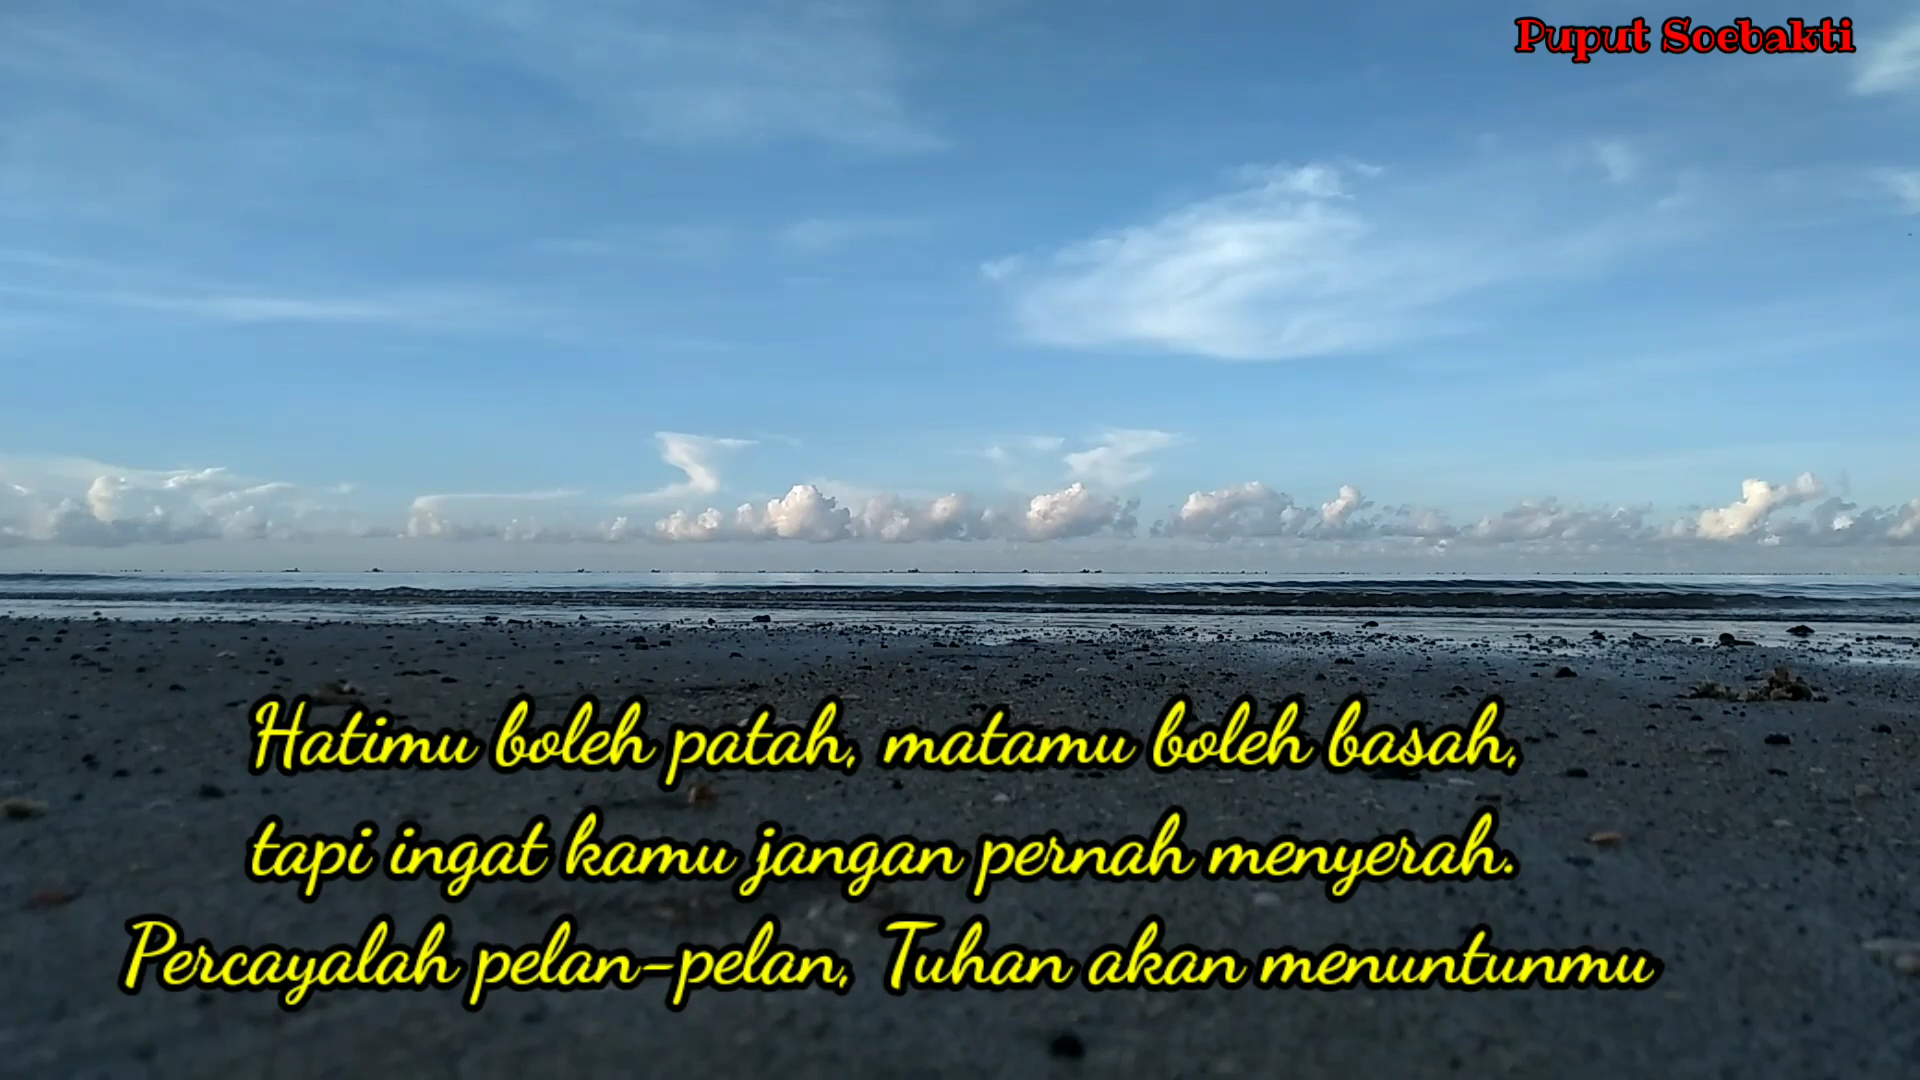 Puput Soebakti
Hatimu boleh patah, matamu boleh basah,
tapi ingat kamu jangan pernah menyerah.
Percayalah pelan-pelan, Tuhan akan menuntunmu